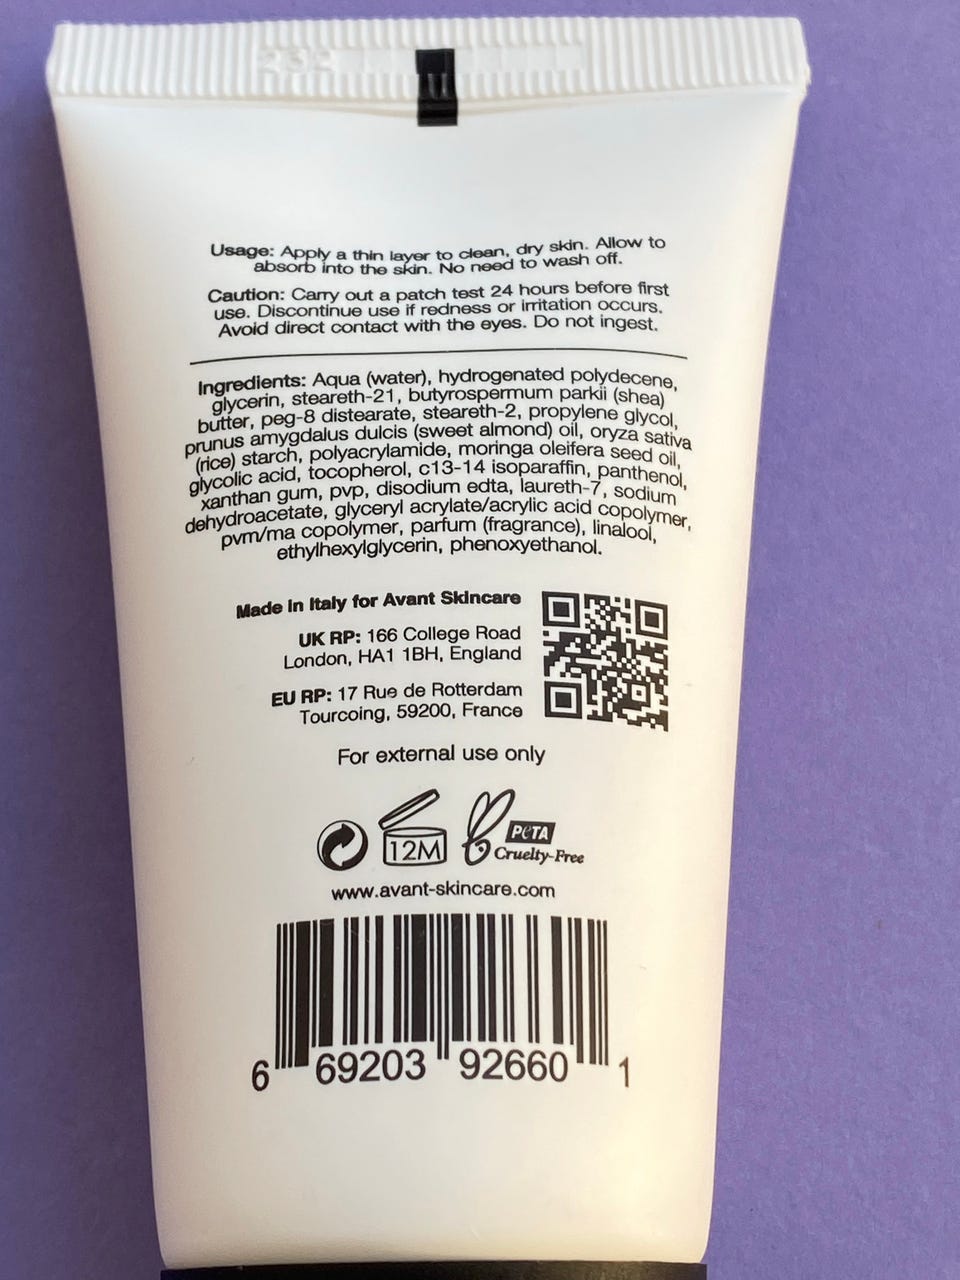 Usage: Apply a thin layer to clean, dry skin. Allow to
absorb into the skin. No need to wash off.
Caution: Carry out a patch test 24 hours before first
use. Discontinue use if redness or irritation occurs.
Avoid direct contact with the eyes. Do not ingest.
Ingredients: Aqua (water), hydrogenated polydecene,
glycerin, steareth-21, butyrospermum parkii (shea)
butter, peg-8 distearate, steareth-2, propylene glycol,
prunus amygdalus dulcis (sweet almond) oil, oryza sativa
(rice) starch, polyacrylamide, moringa oleifera seed oil,
glycolic acid, tocopherol, c13-14 isoparaffin, panthenol,
xanthan gum, pvp, disodium edta, laureth-7, sodium
dehydroacetate, glyceryl acrylate/acrylic acid copolymer,
pvm/ma copolymer, parfum (fragrance), linalool,
ethylhexylglycerin, phenoxyethanol.
Made in Italy for Avant Skincare
UK RP: 166 College Road
London, HA1 1BH, England
EU RP: 17 Rue de Rotterdam
Tourcoing, 59200, France
For external use only
12M
PeTA
Cruelty-Free
www.avant-skincare.com
6 69203 92660 1